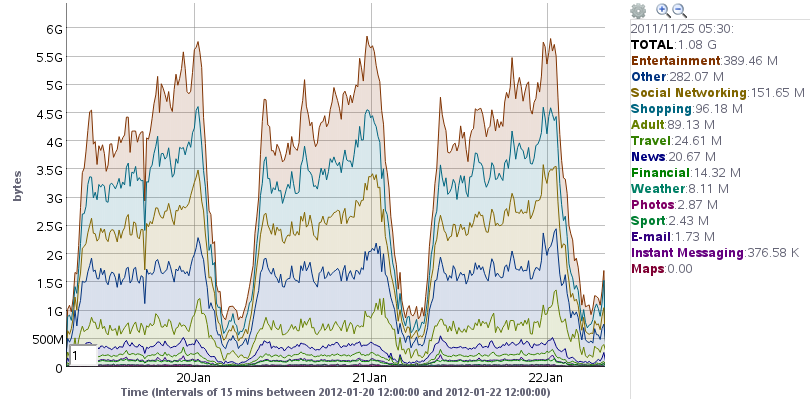 6G
5.5G
5G
4.5G
4G
3.5G
3G
2.5G
2G
1.5G
1G
500M
0
bytes
1
20Jan
21Jan
22Jan
Time (Intervals of 15 mins between 2012-01-20 12:00:00 and 2012-01-22 12:00:00)
2011/11/25 05:30:
TOTAL:1.08 G
Entertainment:389.46 M
Other:282.07 M
Social Networking:151.65 M
Shopping:96.18 M
Adult:89.13 M
Travel:24.61 M
News:20.67 M
Financial:14.32 M
Weather:8.11 M
Photos:2.87 M
Sport:2.43 M
E-mail:1.73 M
Instant Messaging:376.58 K
Maps:0.00